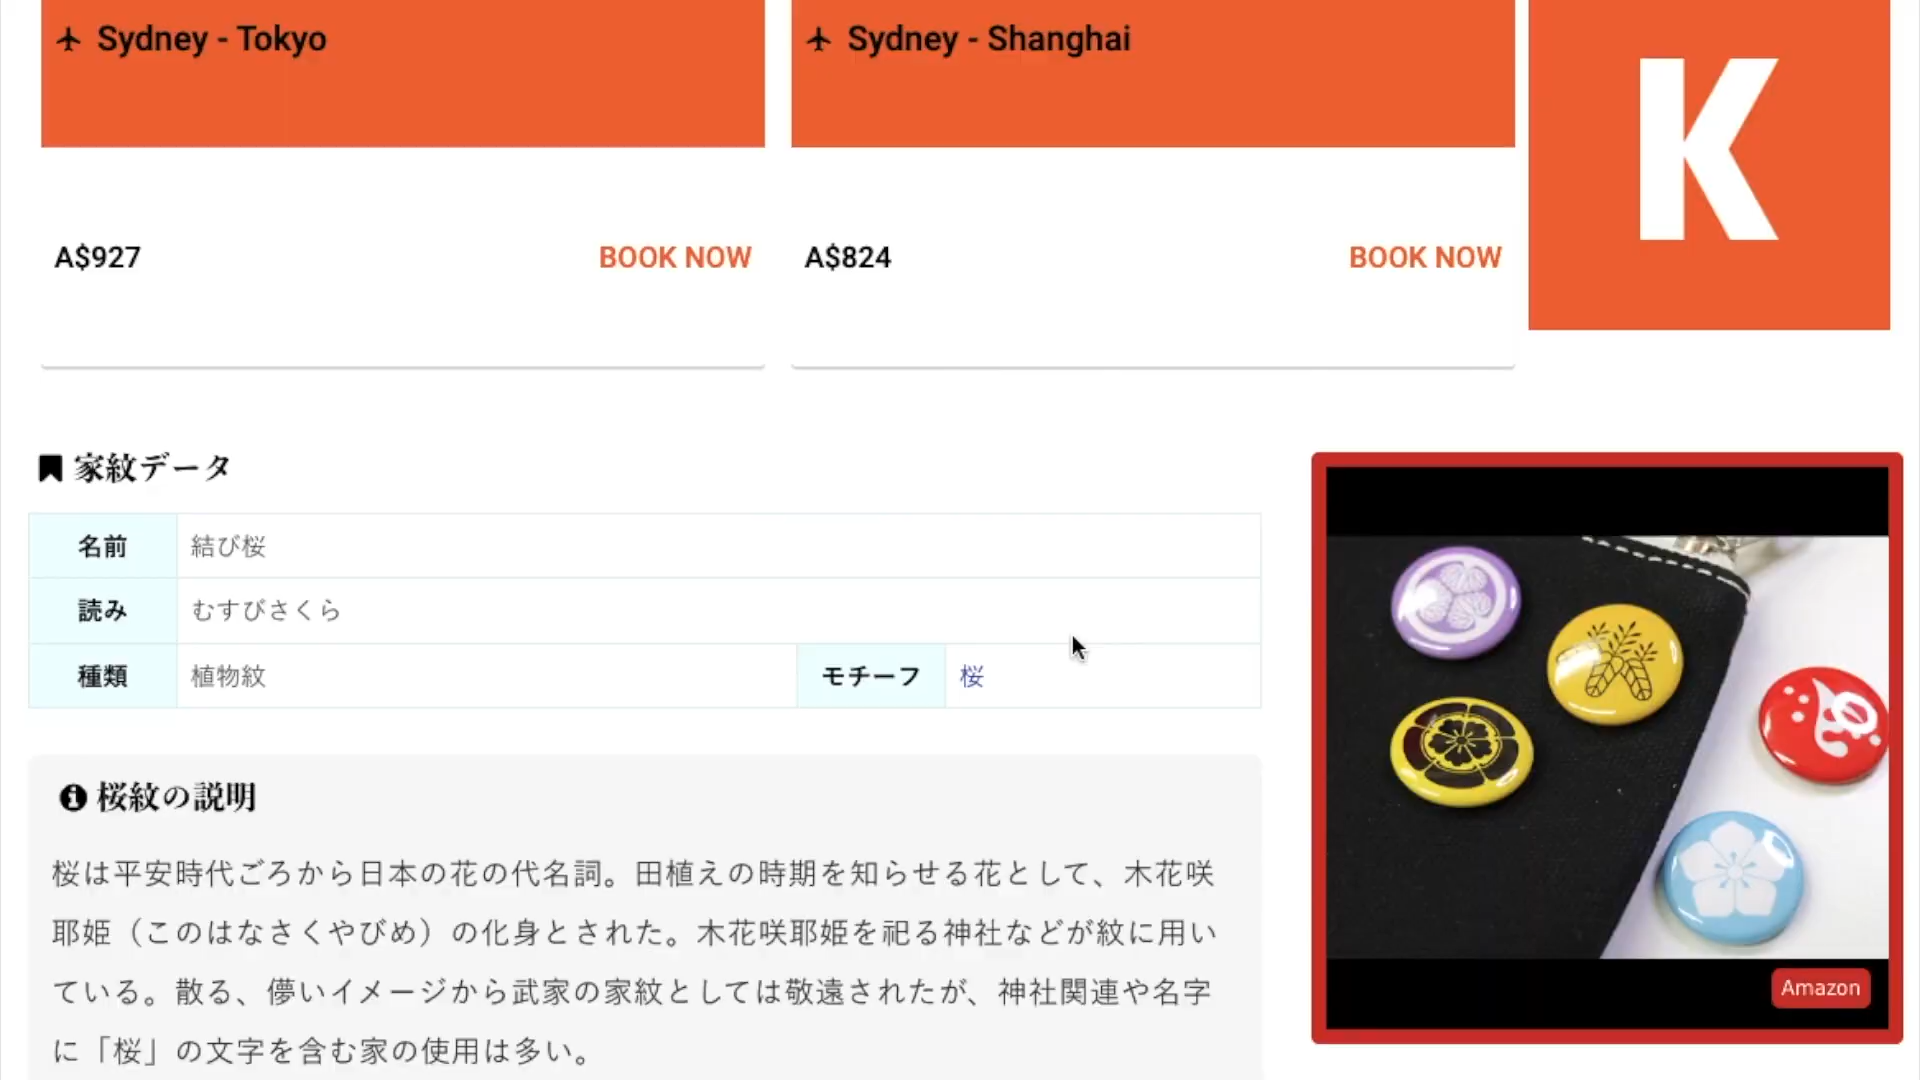 Sydney - Tokyo
Sydney - Shanghai
K
A$927
BOOK NOW
A$824
BOOK NOW
家紋データ
名前
結び桜
読み
むすびさくら
種類
植物紋
モチーフ
桜
桜紋の説明
桜は平安時代ごろから日本の花の代名詞。田植えの時期を知らせる花として、木花咲
耶姫（このはなさくやびめ）の化身とされた。木花咲耶姫を祀る神社などが紋に用い
ている。散る、儚いイメージから武家の家紋としては敬遠されたが、神社関連や名字
に「桜」の文字を含む家の使用は多い。
Amazon